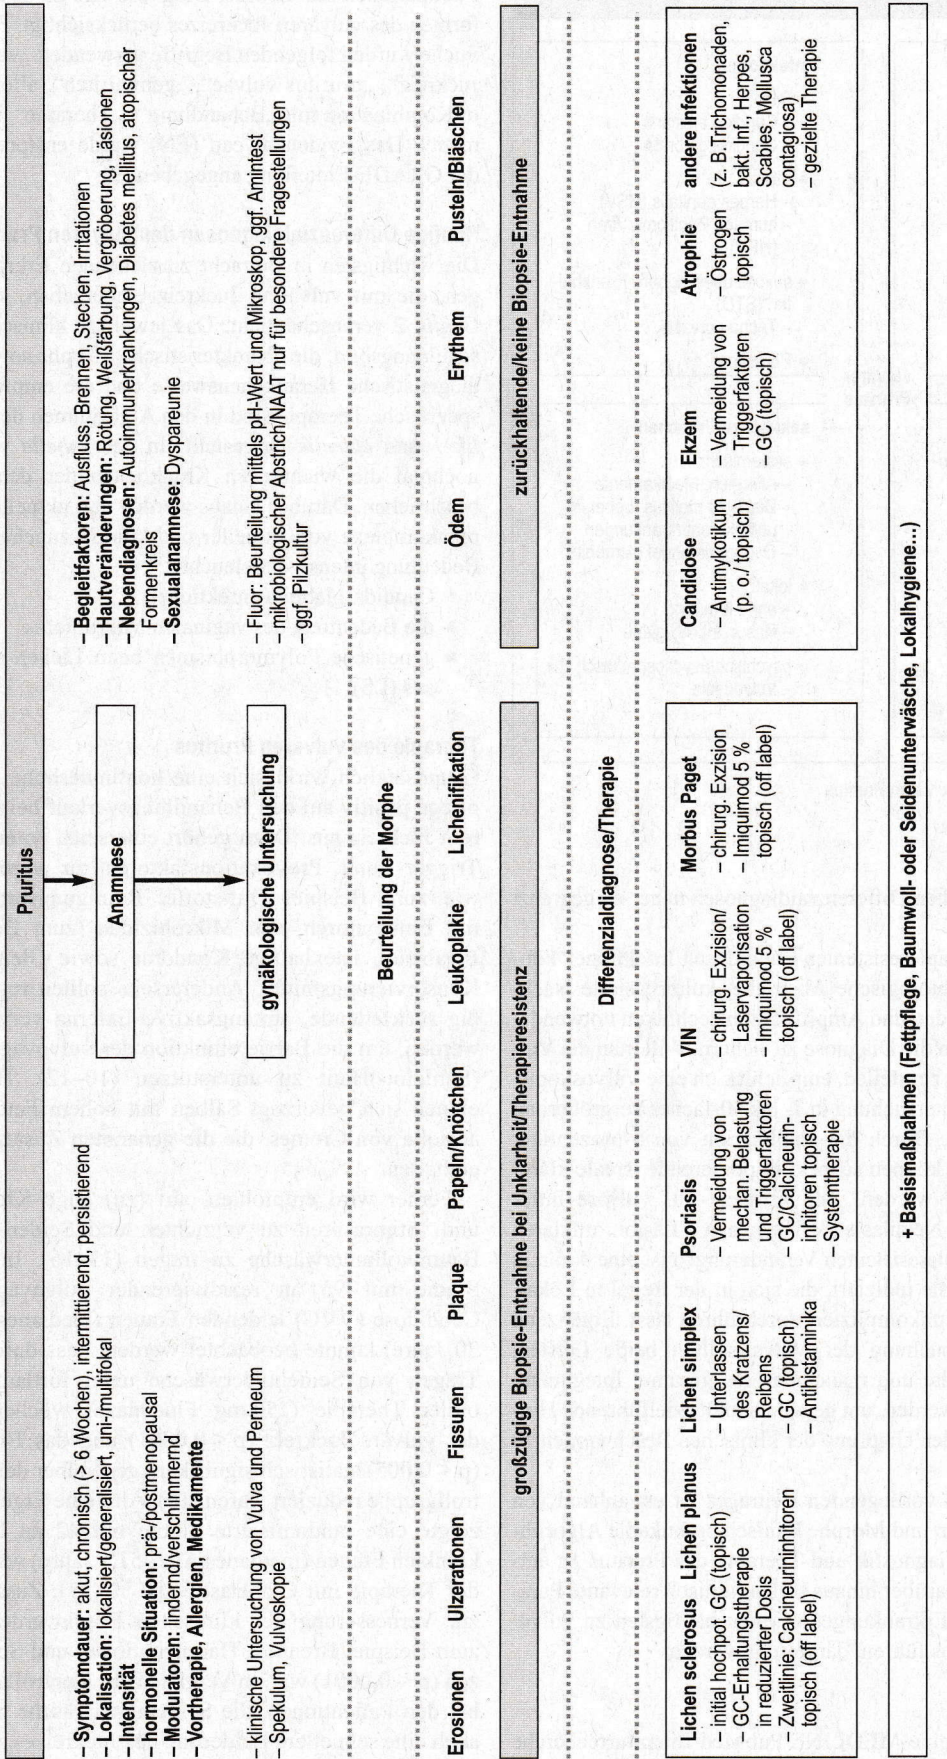 Pruritus
Anamnese
– Symptomdauer: akut, chronisch (> 6 Wochen), intermittierend, persistierend
– Lokalisation: lokalisiert/generalisiert, uni-/multifokal
– Intensität
– hormonelle Situation: prä-/postmenopausal
– Modulatoren: lindernd/verschlimmernd
– Vortherapie, Allergien, Medikamente
– Begleitfaktoren: Ausfluss, Brennen, Stechen, Irritationen
– Hautveränderungen: Rötung, Weißfärbung, Vergröberung, Läsionen
– Nebendiagnosen: Autoimmunerkrankungen, Diabetes mellitus, atopischer
Formenkreis
– Sexualanamnese: Dyspareunie
gynäkologische Untersuchung
– klinische Untersuchung von Vulva und Perineum
– Spekulum, Vulvoskopie
– Fluor: Beurteilung mittels pH-Wert und Mikroskop, ggf. Amintest
– mikrobiologischer Abstrich/NAAT nur für besondere Fragestellungen
– ggf. Pilzkultur
Beurteilung der Morphe
Erosionen Ulzerationen Fissuren Plaque Papeln/Knötchen Leukoplakie Lichenifikation Ödem Erythem Pusteln/Bläschen
großzügige Biopsie-Entnahme bei Unklarheit/Therapieresistenz
zurückhaltende/keine Biopsie-Entnahme
Differenzialdiagnose/Therapie
Lichen sclerosus Lichen planus
– initial hochpot. GC (topisch)
– GC-Erhaltungstherapie
in reduzierter Dosis
– Zweitlinie: Calcineurininhibitoren
topisch (off label)
Lichen simplex
– Unterlassen
des Kratzens/
Reibens
– GC (topisch)
– Antihistaminika
Psoriasis
– Vermeidung von
mechan. Belastung
und Triggerfaktoren
– GC/Calcineurin-
inhibitoren topisch
– Systemtherapie
VIN
– chirurg. Exzision/
Laservaporisation
– Imiquimod 5 %
topisch (off label)
Morbus Paget
– chirurg. Exzision
– Imiquimod 5 %
topisch (off label)
Candidose
– Antimykotikum
(p. o./ topisch)
Ekzem
– Vermeidung von
Triggerfaktoren
– GC (topisch)
Atrophie
– Östrogen
topisch
andere Infektionen
(z. B. Trichomonaden,
bakt. Inf., Herpes,
Scabies, Mollusca
contagiosa)
– gezielte Therapie
+ Basismaßnahmen (Fettpflege, Baumwoll- oder Seidenunterwäsche, Lokalhygiene...)